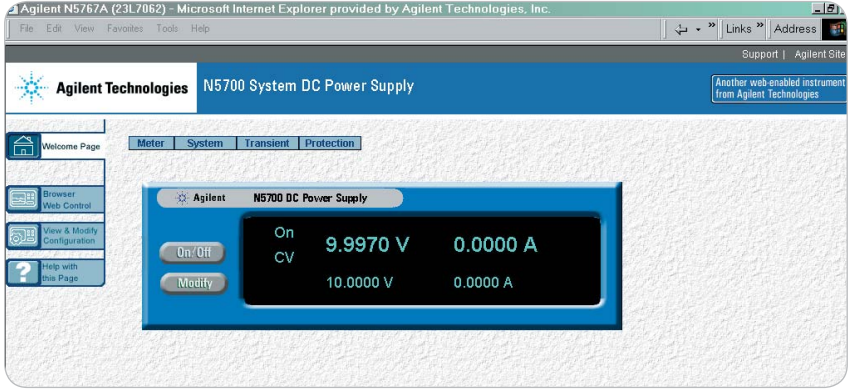 Agilent N5767A (23L7062) - Microsoft Internet Explorer provided by Agilent Technologies, Inc.
File Edit View Favorites Tools Help
» Links » Address
Support | Agilent Site
Agilent Technologies
N5700 System DC Power Supply
Another web-enabled instrument
from Agilent Technologies
Welcome Page
Meter System Transient Protection
Browser
Web Control
View & Modify
Configuration
Help with
this Page
Agilent N5700 DC Power Supply
On/Off
Modify
On
CV
9.9970 V 0.0000 A
10.0000 V 0.0000 A